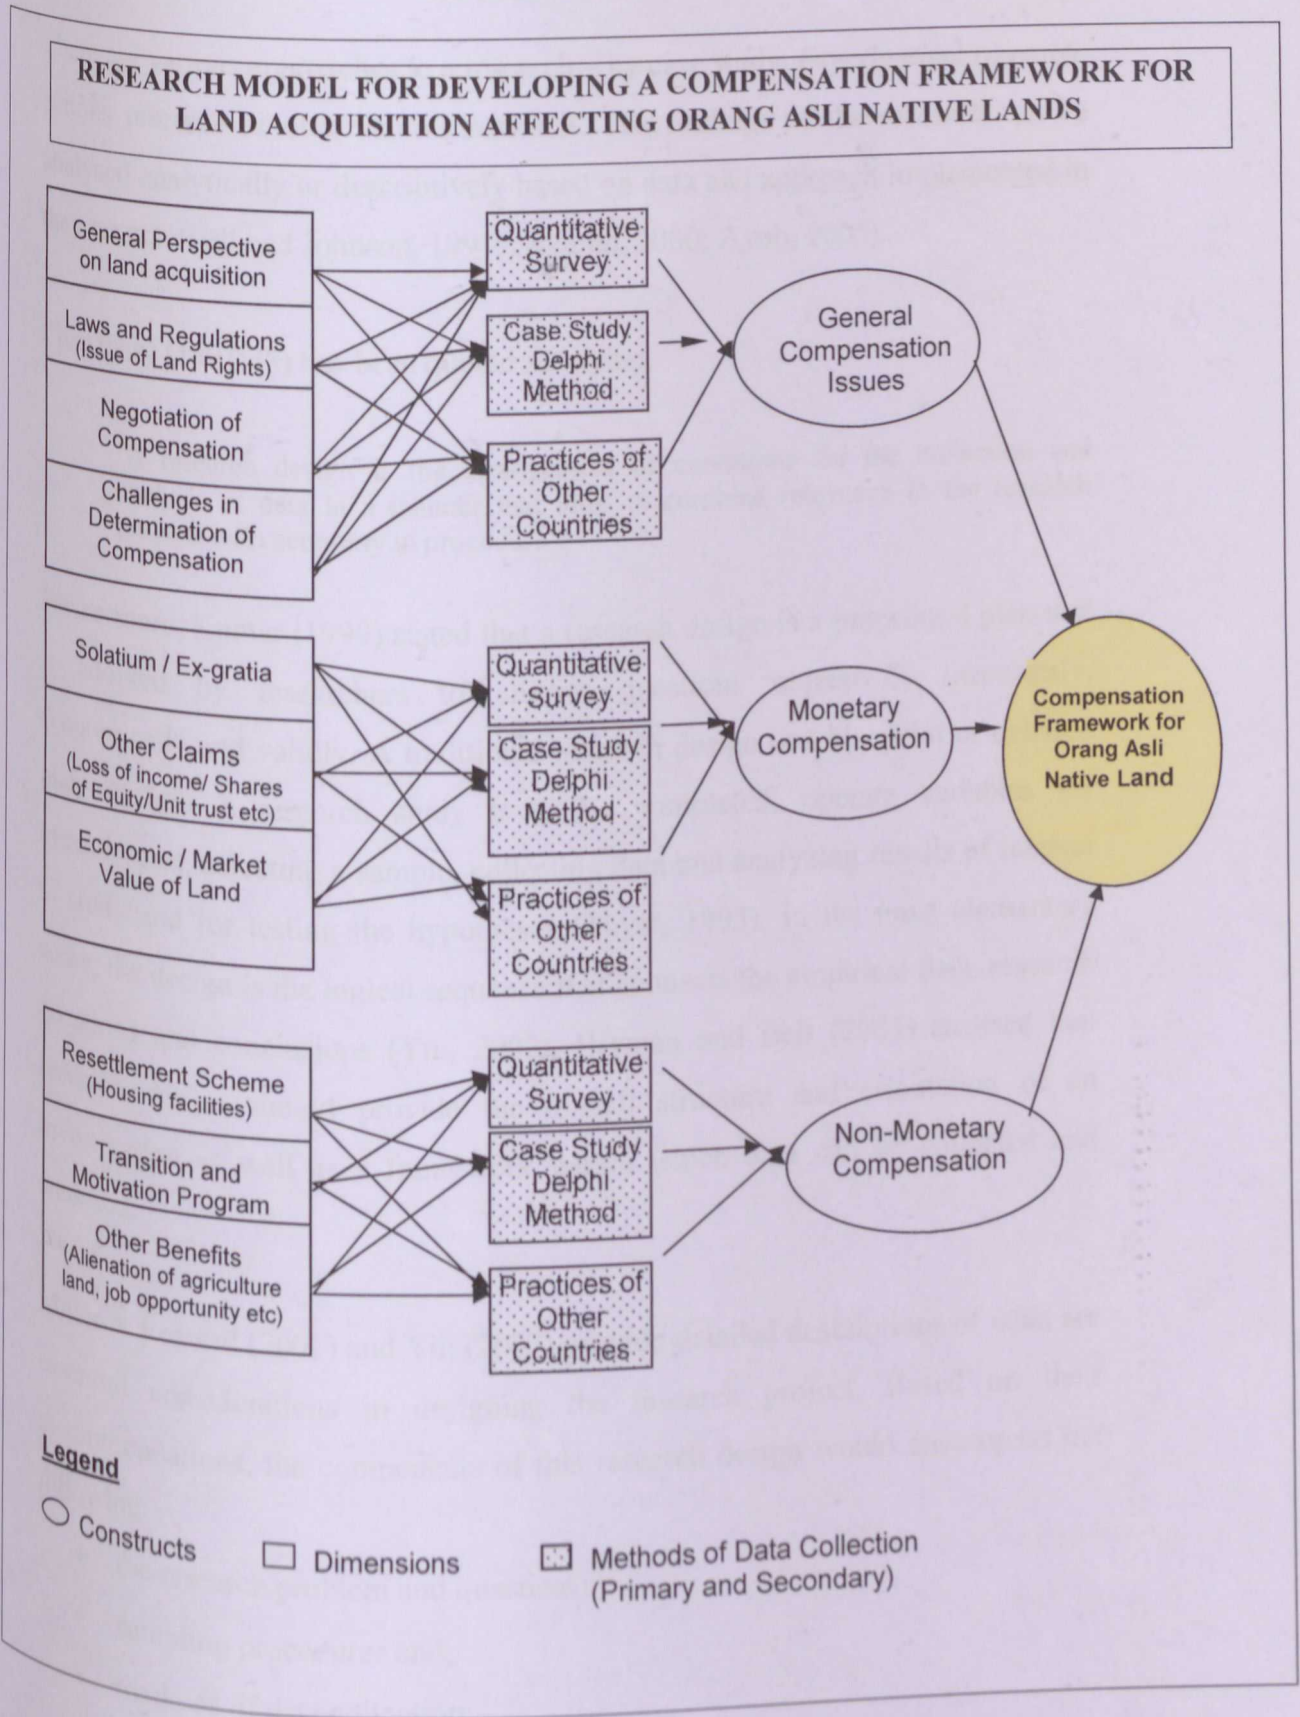 RESEARCH MODEL FOR DEVELOPING A COMPENSATION FRAMEWORK FOR
LAND ACQUISITION AFFECTING ORANG ASLI NATIVE LANDS
General Perspective
on land acquisition
Laws and Regulations
(Issue of Land Rights)
Negotiation of
Compensation
Challenges in
Determination of
Compensation
Quantitative
Survey
Case Study
Delphi
Method
Practices of
Other
Countries
General
Compensation
Issues
Solatium / Ex-gratia
Other Claims
(Loss of income/ Shares
of Equity/Unit trust etc)
Economic / Market
Value of Land
Quantitative
Survey
Case Study
Delphi
Method
Practices of
Other
Countries
Monetary
Compensation
Compensation
Framework for
Orang Asli
Native Land
Resettlement Scheme
(Housing facilities)
Transition and
Motivation Program
Other Benefits
(Alienation of agriculture
land, job opportunity etc)
Quantitative
Survey
Case Study
Delphi
Method
Practices of
Other
Countries
Non-Monetary
Compensation
Legend
Constructs
Dimensions
Methods of Data Collection
(Primary and Secondary)